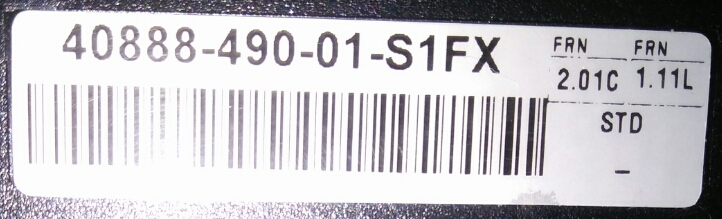 40888-490-01-S1FX
FRN FRN
2.01C 1.11L
STD
–